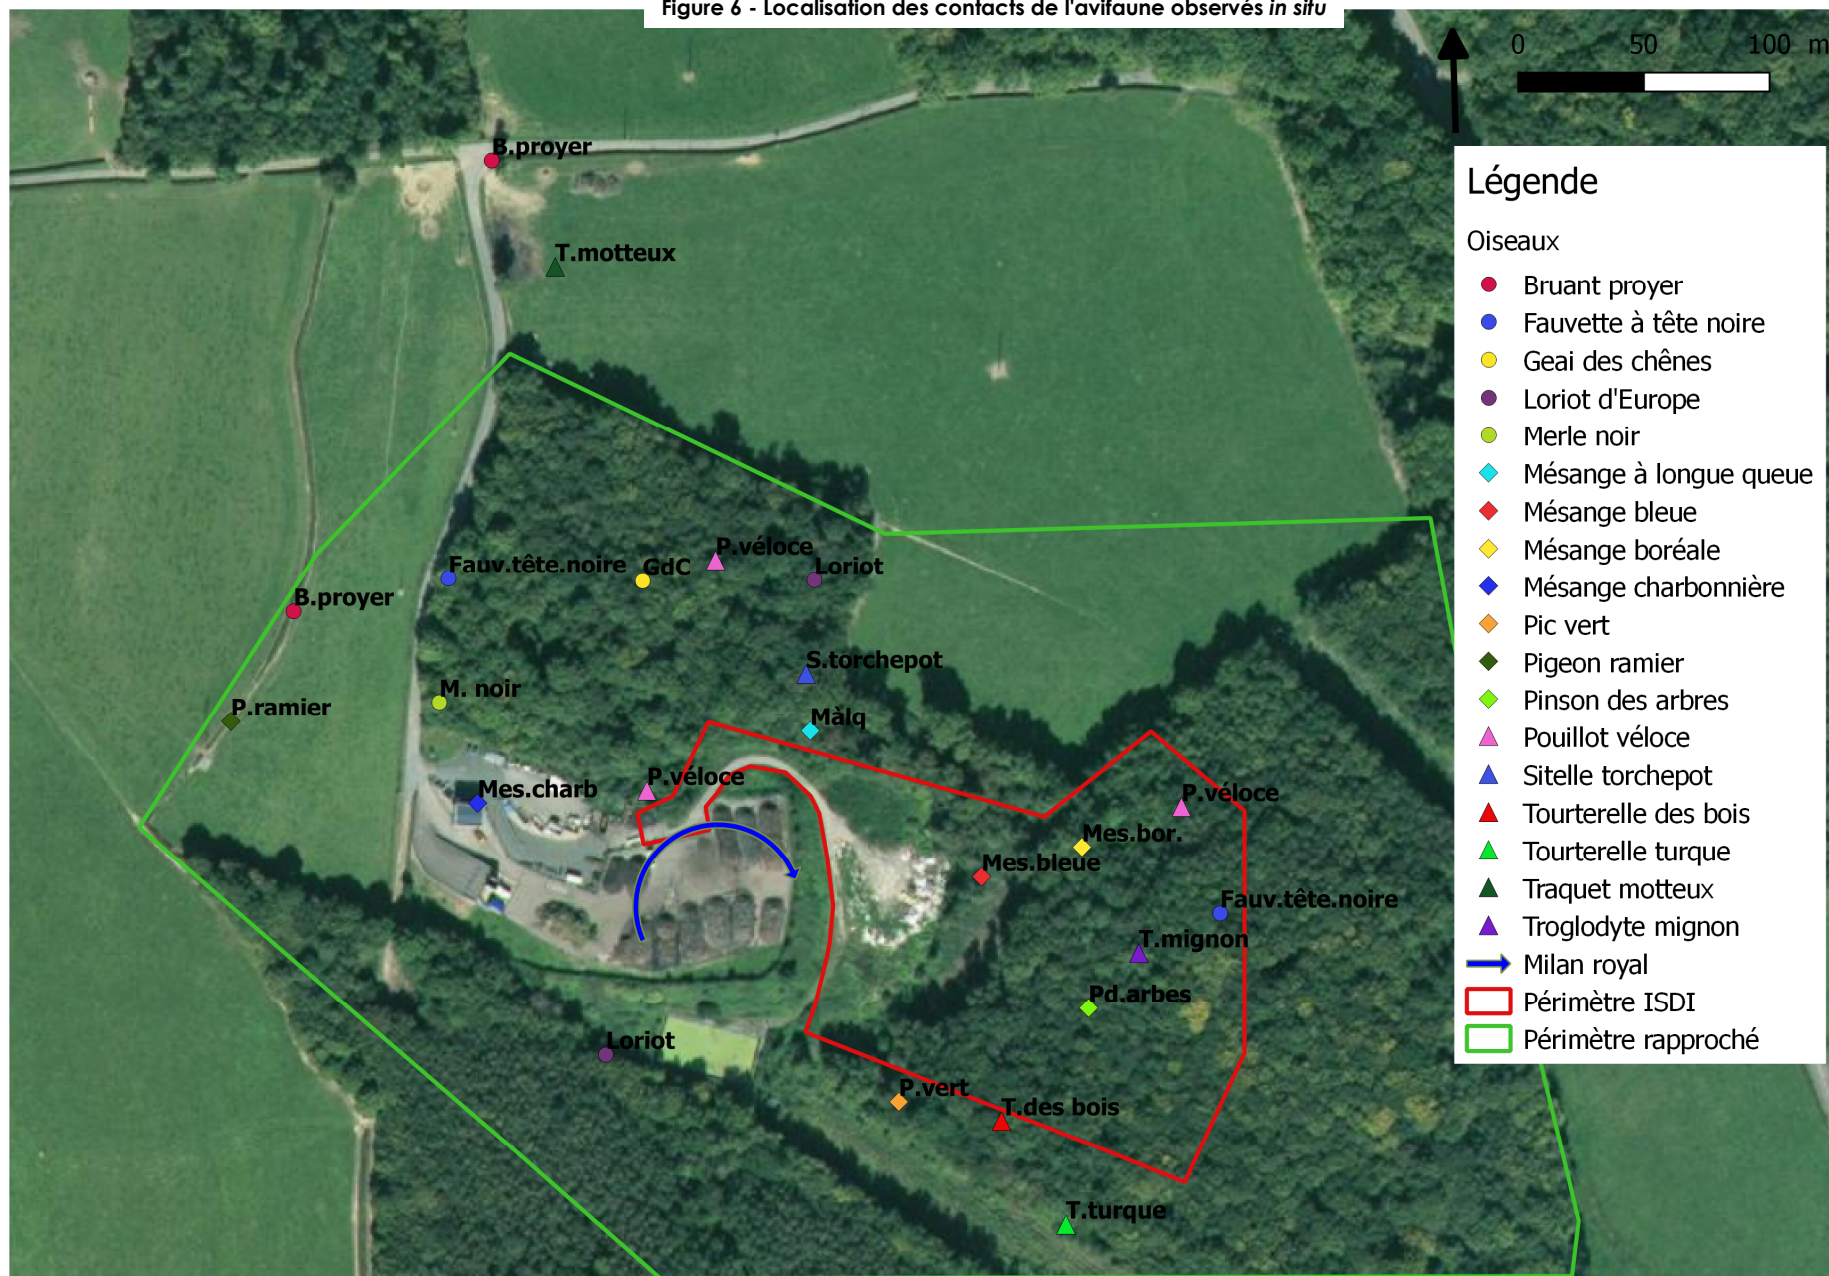 Figure 6 - Localisation des contacts de l'avifaune observés in situ
0 50 100 m
B.proyer
T.motteux
P.véloce
Fauv.tête.noire
GdC
Loriot
B.proyer
S.torchepot
M. noir
P.ramier
Màlq
P.véloce
Mes.charb
P.véloce
Mes.bor.
Mes.bleue
Fauv.tête.noire
T.mignon
Pd.arbes
Loriot
P.vert
T.des bois
T.turque
Légende
Oiseaux
Bruant proyer
Fauvette à tête noire
Geai des chênes
Loriot d'Europe
Merle noir
Mésange à longue queue
Mésange bleue
Mésange boréale
Mésange charbonnière
Pic vert
Pigeon ramier
Pinson des arbres
Pouillot véloce
Sitelle torchepot
Tourterelle des bois
Tourterelle turque
Traquet motteux
Troglodyte mignon
Milan royal
Périmètre ISDI
Périmètre rapproché